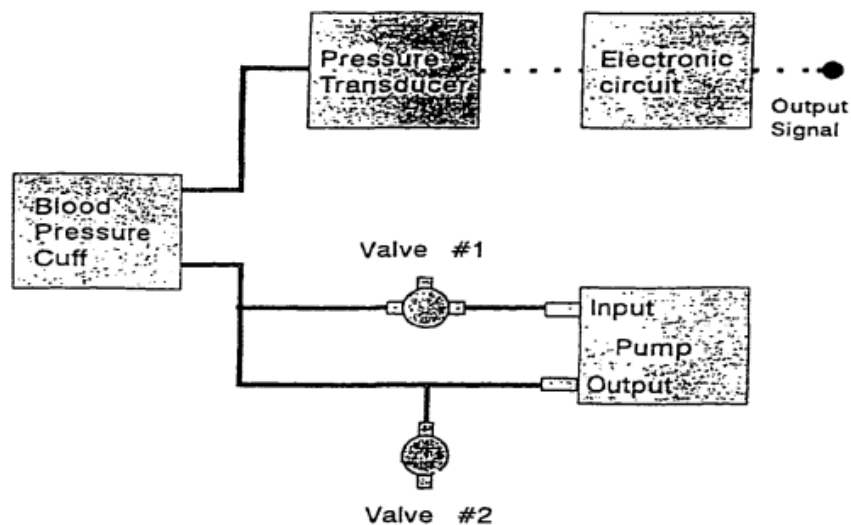 Pressure
Transducer
Electronic
circuit
Output
Signal
Blood
Pressure
Cuff
Valve #1
Input
Pump
Output
Valve #2